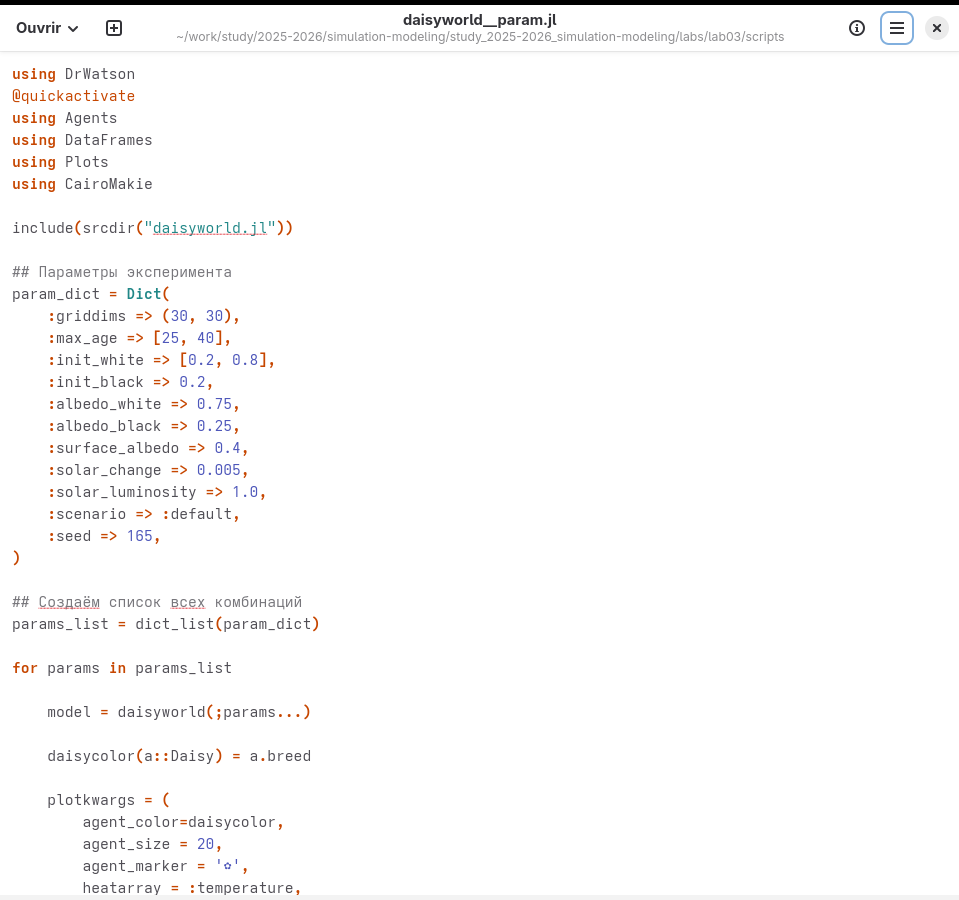 Ouvrir
daisyworld__param.jl
~/work/study/2025-2026/simulation-modeling/study_2025-2026_simulation-modeling/labs/lab03/scripts
using DrWatson
@quickactivate
using Agents
using DataFrames
using Plots
using CairoMakie
include(srcdir("daisyworld.jl"))
## Параметры эксперимента
param_dict = Dict(
    :griddims => (30, 30),
    :max_age => [25, 40],
    :init_white => [0.2, 0.8],
    :init_black => 0.2,
    :albedo_white => 0.75,
    :albedo_black => 0.25,
    :surface_albedo => 0.4,
    :solar_change => 0.005,
    :solar_luminosity => 1.0,
    :scenario => :default,
    :seed => 165,
)
## Создаём список всех комбинаций
params_list = dict_list(param_dict)
for params in params_list
    model = daisyworld(;params...)
    daisycolor(a::Daisy) = a.breed
    plotkwargs = (
        agent_color=daisycolor,
        agent_size = 20,
        agent_marker = '✿',
        heatarray = :temperature,